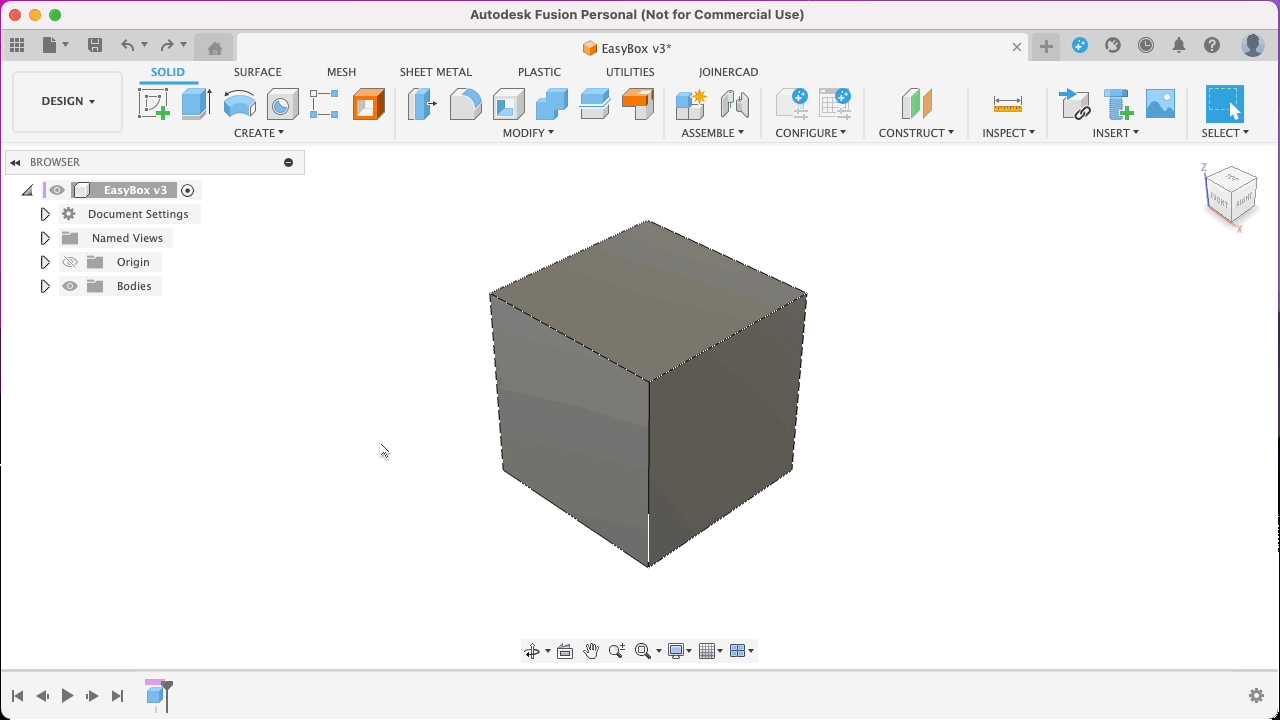 Autodesk Fusion Personal (Not for Commercial Use)
EasyBox v3*
SOLID SURFACE MESH SHEET METAL PLASTIC UTILITIES JOINERCAD
DESIGN
CREATE MODIFY ASSEMBLE CONFIGURE CONSTRUCT INSPECT INSERT SELECT
BROWSER
EasyBox v3
Document Settings
Named Views
Origin
Bodies
Z
TOP
FRONT RIGHT
X